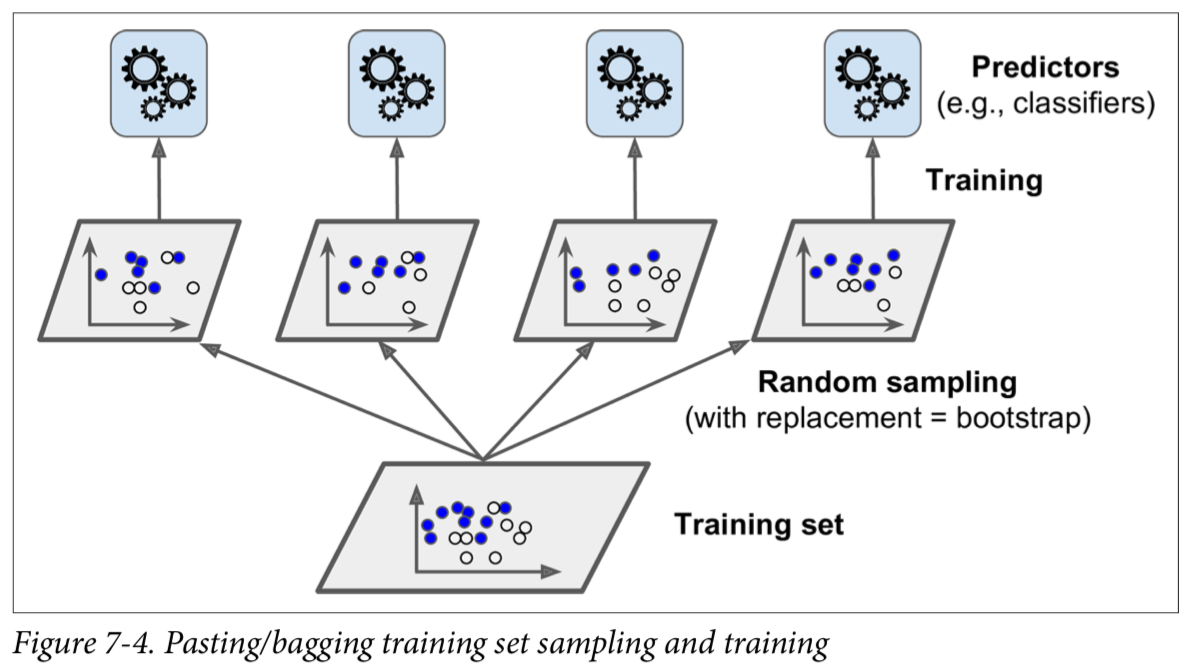 Predictors
(e.g., classifiers)
Training
Random sampling
(with replacement = bootstrap)
Training set
Figure 7-4. Pasting/bagging training set sampling and training